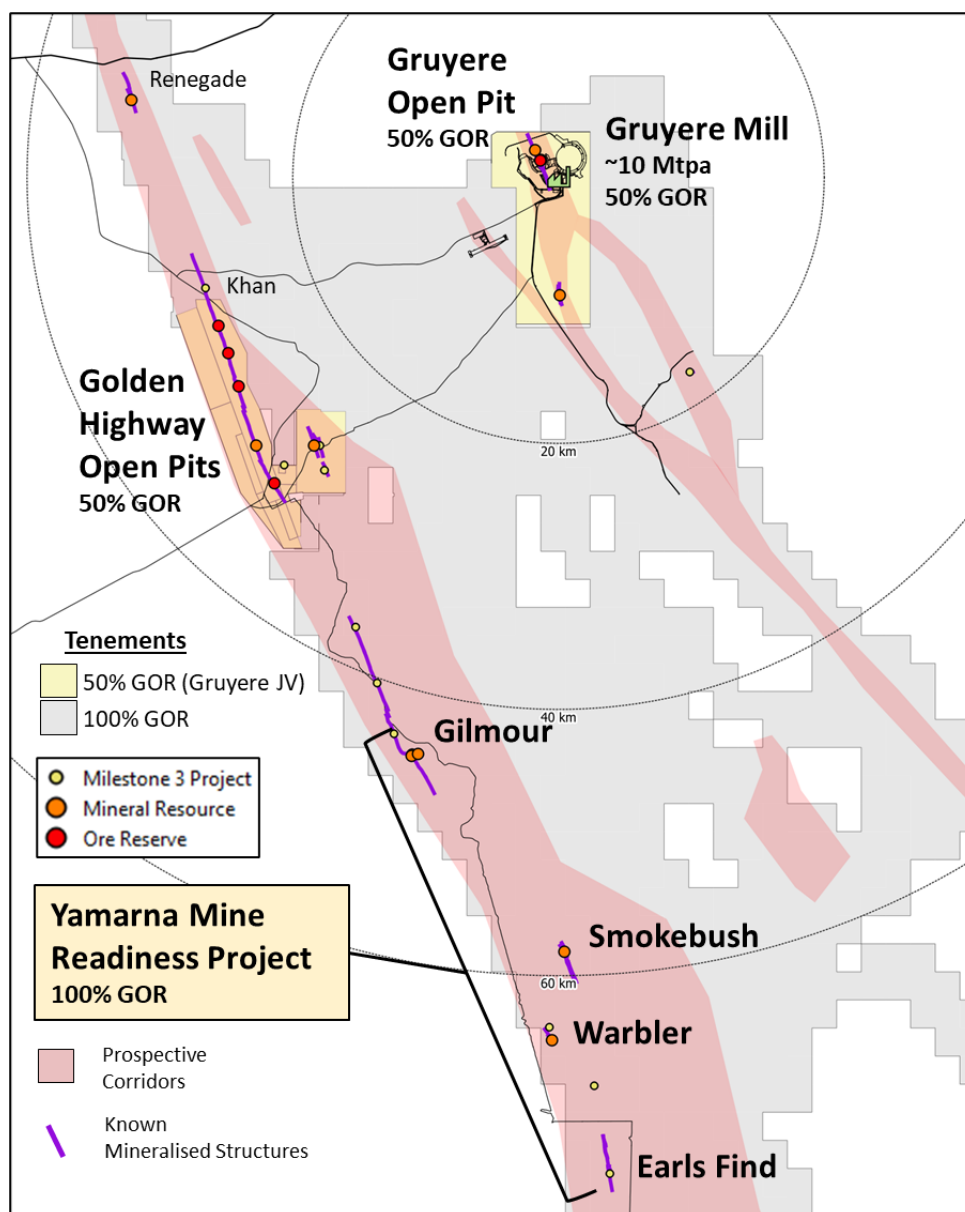 Renegade
Gruyere
Open Pit
50% GOR
Gruyere Mill
~10 Mtpa
50% GOR
Khan
Golden
Highway
Open Pits
50% GOR
20 km
Tenements
50% GOR (Gruyere JV)
100% GOR
40 km
Gilmour
Milestone 3 Project
Mineral Resource
Ore Reserve
Yamarna Mine
Readiness Project
100% GOR
Smokebush
60 km
Warbler
Prospective
Corridors
Known
Mineralised Structures
Earls Find